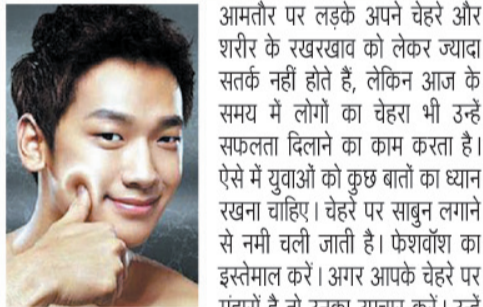 आमतौर पर लड़के अपने चेहरे और
शरीर के रखरखाव को लेकर ज्यादा
सतर्क नहीं होते हैं, लेकिन आज के
समय में लोगों का चेहरा भी उन्हें
सफलता दिलाने का काम करता है।
ऐसे में युवाओं को कुछ बातों का ध्यान
रखना चाहिए। चेहरे पर साबुन लगाने
से नमी चली जाती है। फेशवॉश का
इस्तेमाल करें। अगर आपके चेहरे पर